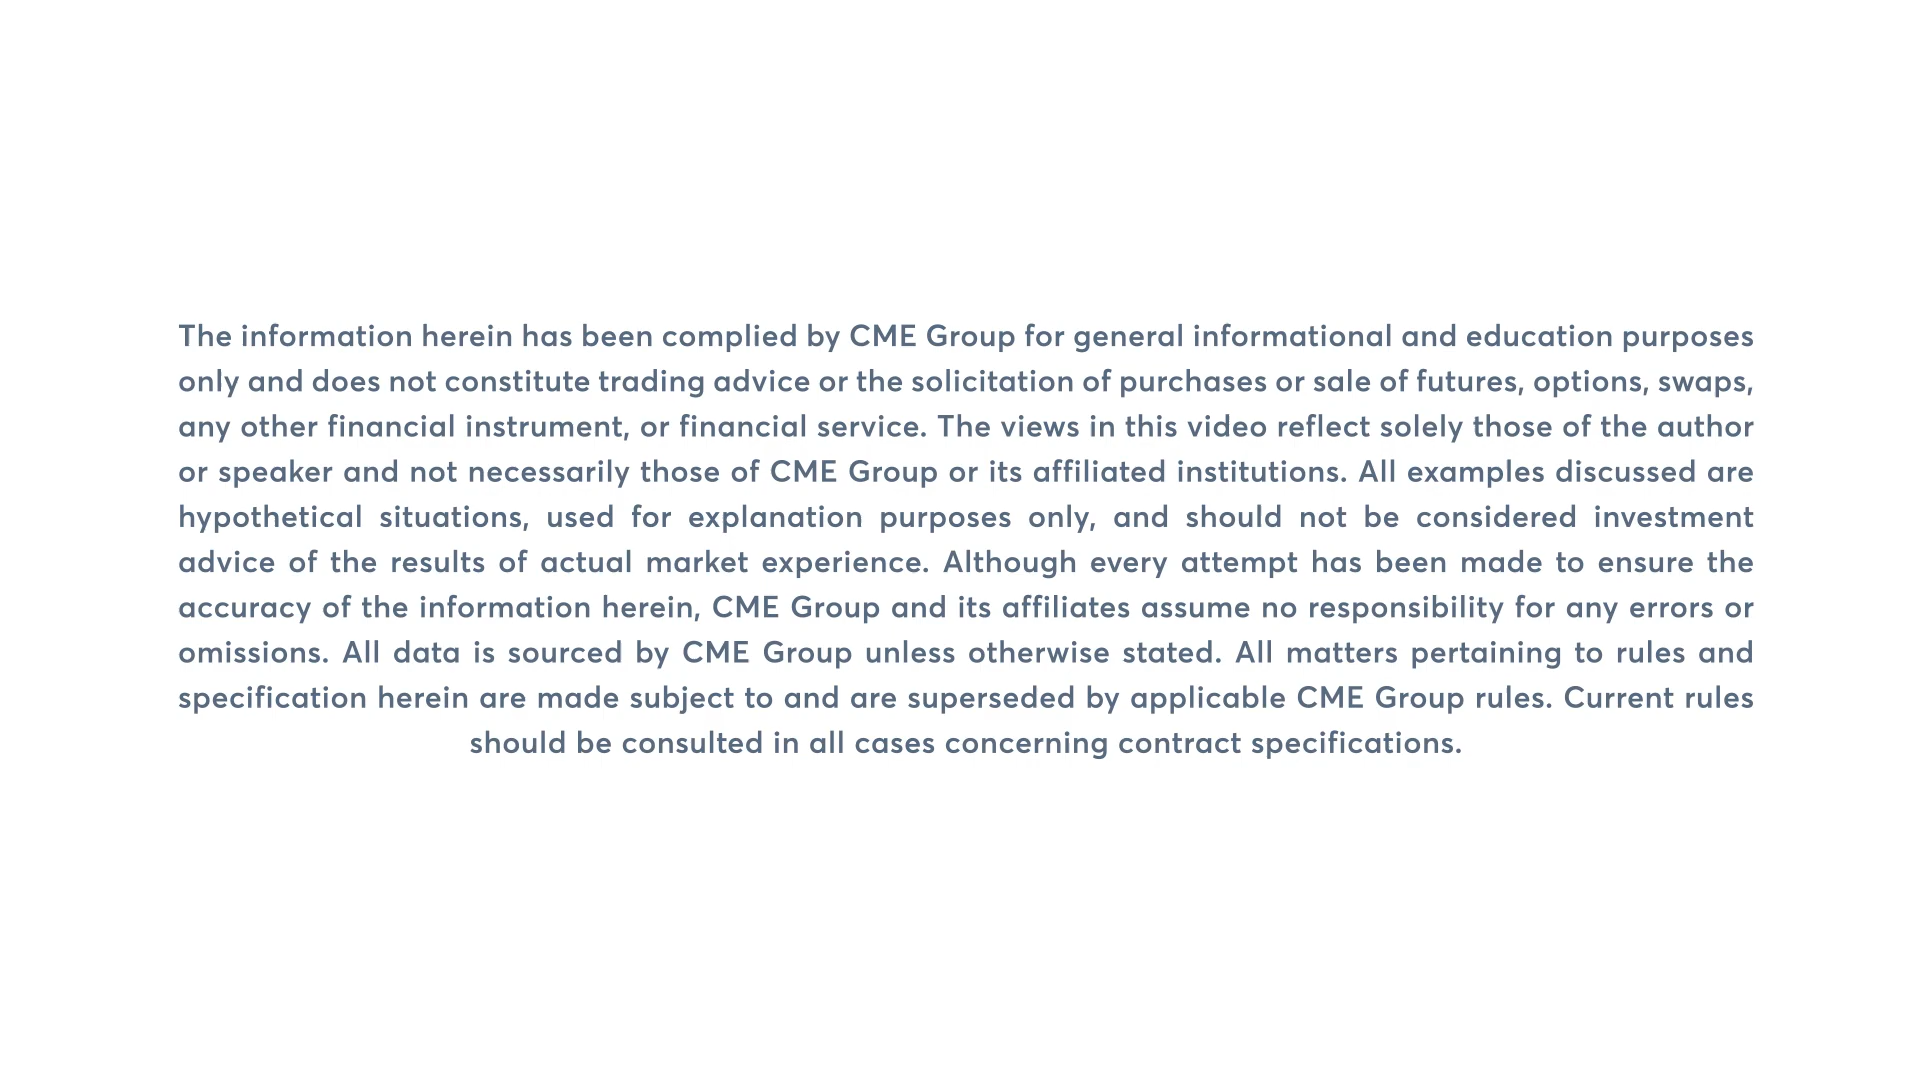 The information herein has been complied by CME Group for general informational and education purposes
only and does not constitute trading advice or the solicitation of purchases or sale of futures, options, swaps,
any other financial instrument, or financial service. The views in this video reflect solely those of the author
or speaker and not necessarily those of CME Group or its affiliated institutions. All examples discussed are
hypothetical situations, used for explanation purposes only, and should not be considered investment
advice of the results of actual market experience. Although every attempt has been made to ensure the
accuracy of the information herein, CME Group and its affiliates assume no responsibility for any errors or
omissions. All data is sourced by CME Group unless otherwise stated. All matters pertaining to rules and
specification herein are made subject to and are superseded by applicable CME Group rules. Current rules
should be consulted in all cases concerning contract specifications.